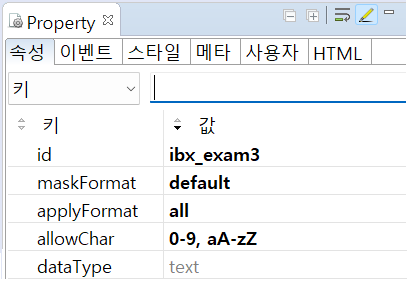 Property
속성 이벤트 스타일 메타 사용자 HTML
키
키 값
id ibx_exam3
maskFormat default
applyFormat all
allowChar 0-9, aA-zZ
dataType text